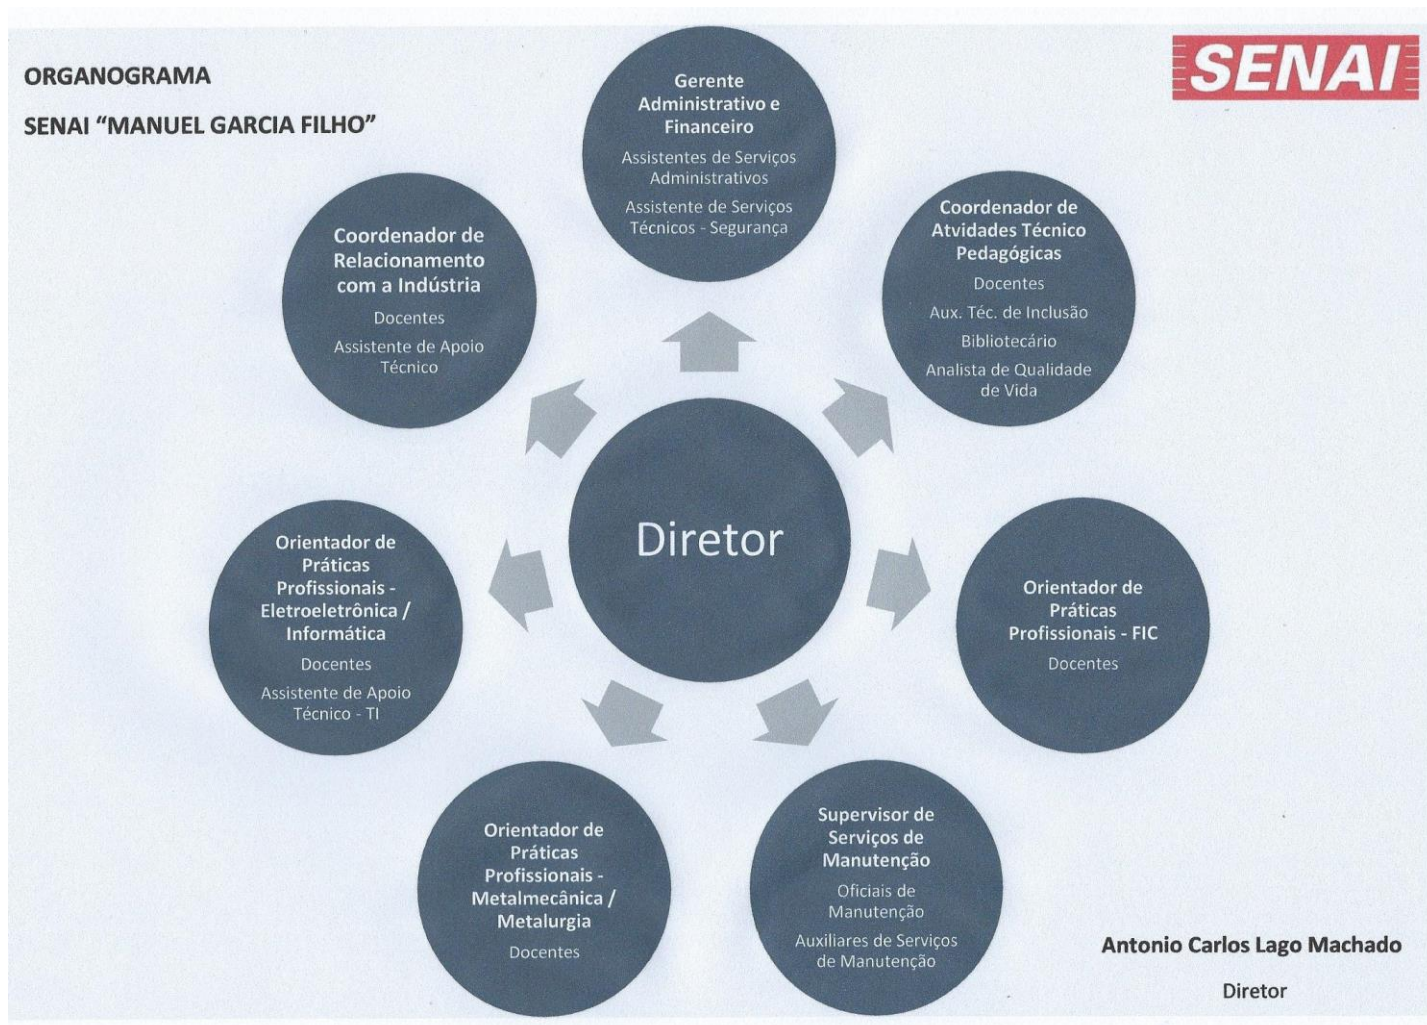 ORGANOGRAMA
SENAI “MANUEL GARCIA FILHO”
SENAI
Gerente
Administrativo e
Financeiro
Assistentes de Serviços
Administrativos
Assistente de Serviços
Técnicos - Segurança
Coordenador de
Atvidades Técnico
Pedagógicas
Docentes
Aux. Téc. de Inclusão
Bibliotecário
Analista de Qualidade
de Vida
Coordenador de
Relacionamento
com a Indústria
Docentes
Assistente de Apoio
Técnico
Diretor
Orientador de
Práticas
Profissionais -
Eletroeletrônica /
Informática
Docentes
Assistente de Apoio
Técnico - TI
Orientador de
Práticas
Profissionais - FIC
Docentes
Orientador de
Práticas
Profissionais -
Metalmecânica /
Metalurgia
Docentes
Supervisor de
Serviços de
Manutenção
Oficiais de
Manutenção
Auxiliares de Serviços
de Manutenção
Antonio Carlos Lago Machado
Diretor